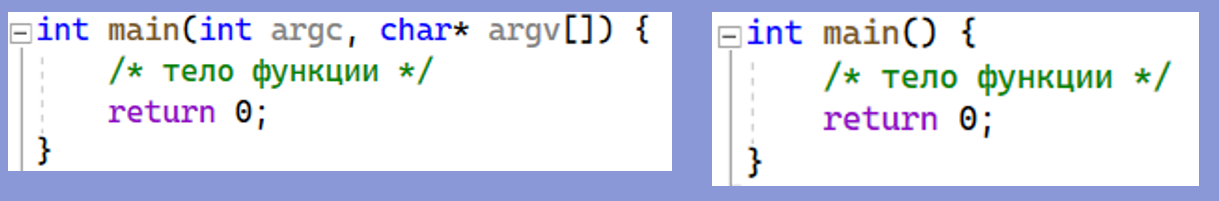 int main(int argc, char* argv[]) {
/* тело функции */
return 0;
}
int main() {
/* тело функции */
return 0;
}